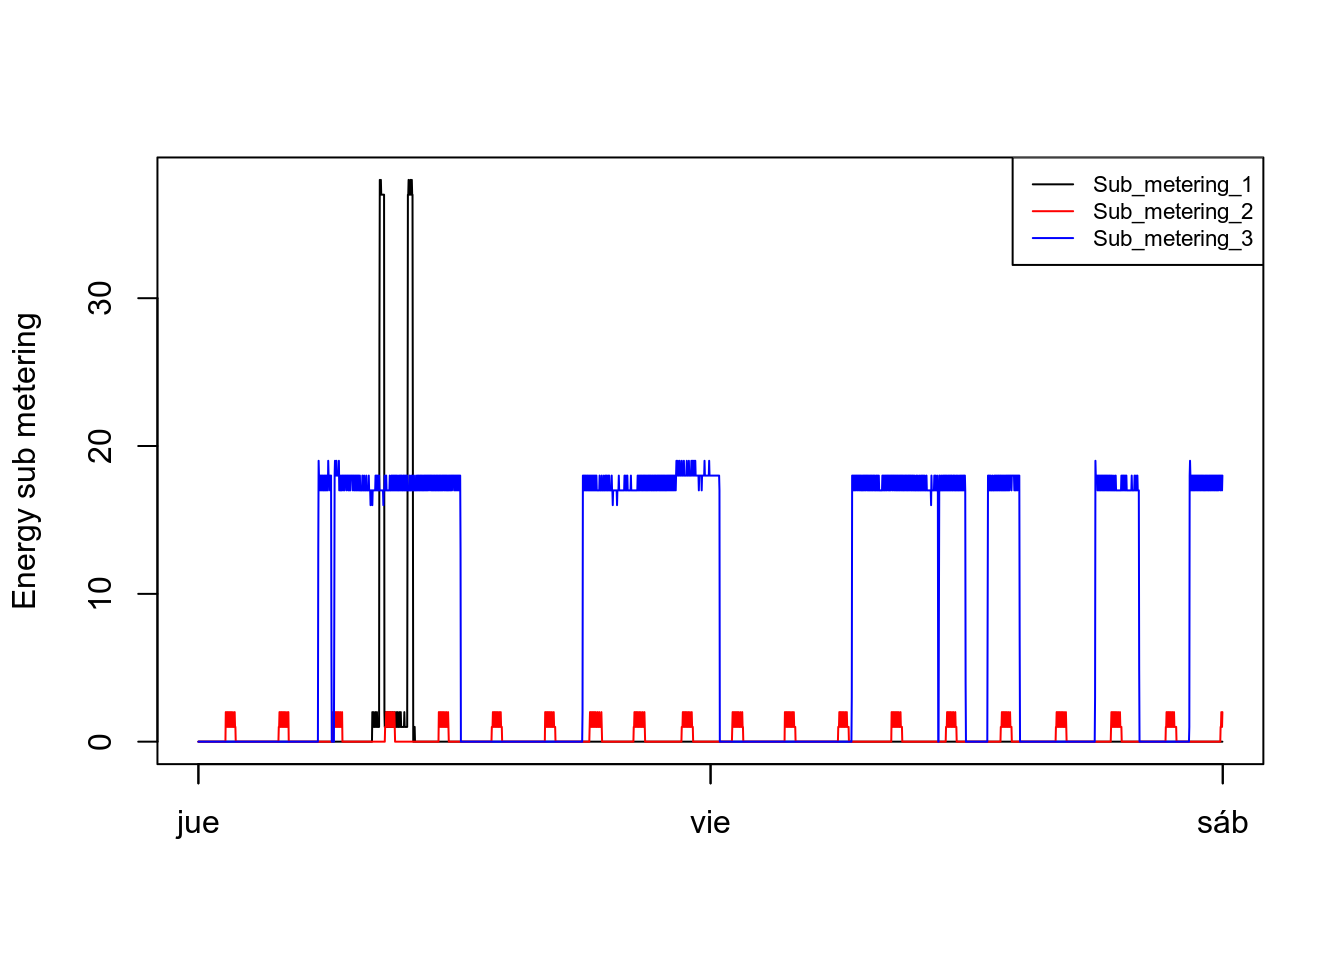 Sub_metering_1
Sub_metering_2
Sub_metering_3
Energy sub metering
30
20
10
0
jue vie sáb